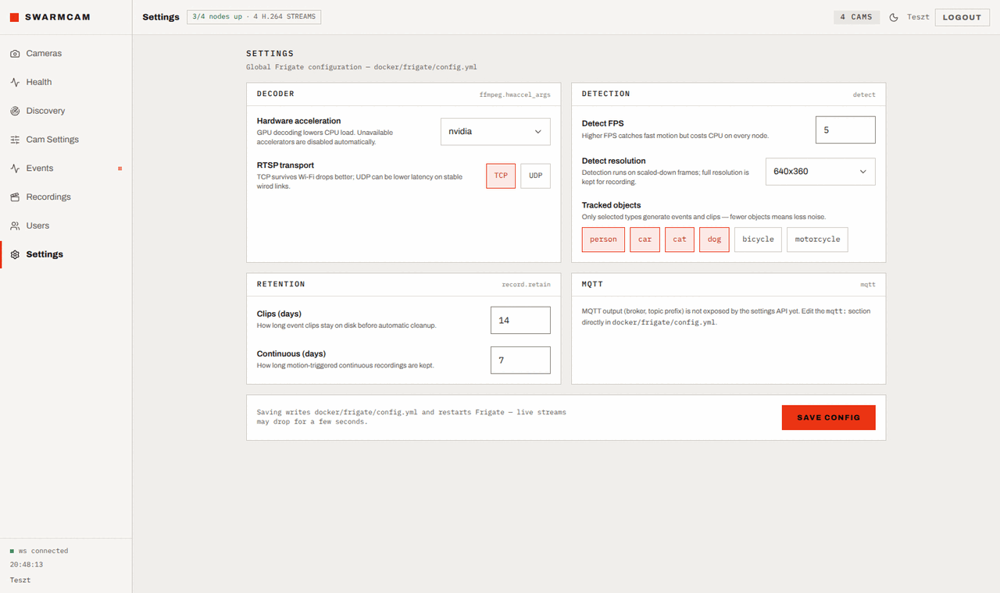 SWARMCAM
Settings
3/4 nodes up · 4 H.264 STREAMS
4 CAMS
Teszt
LOGOUT
Cameras
Health
Discovery
Cam Settings
Events
Recordings
Users
Settings
ws connected
20:48:13
Teszt
SETTINGS
Global Frigate configuration — docker/frigate/config.yml
DECODER
ffmpeg.hwaccel_args
Hardware acceleration
GPU decoding lowers CPU load. Unavailable
accelerators are disabled automatically.
nvidia
RTSP transport
TCP survives Wi-Fi drops better; UDP can be lower latency on stable
wired links.
TCP
UDP
DETECTION
detect
Detect FPS
Higher FPS catches fast motion but costs CPU on every node.
5
Detect resolution
Detection runs on scaled-down frames; full resolution is
kept for recording.
640x360
Tracked objects
Only selected types generate events and clips — fewer objects means less noise.
person
car
cat
dog
bicycle
motorcycle
RETENTION
record.retain
Clips (days)
How long event clips stay on disk before automatic cleanup.
14
Continuous (days)
How long motion-triggered continuous recordings are kept.
7
MQTT
mqtt
MQTT output (broker, topic prefix) is not exposed by the settings API yet. Edit the mqtt: section
directly in docker/frigate/config.yml.
Saving writes docker/frigate/config.yml and restarts Frigate — live streams
may drop for a few seconds.
SAVE CONFIG